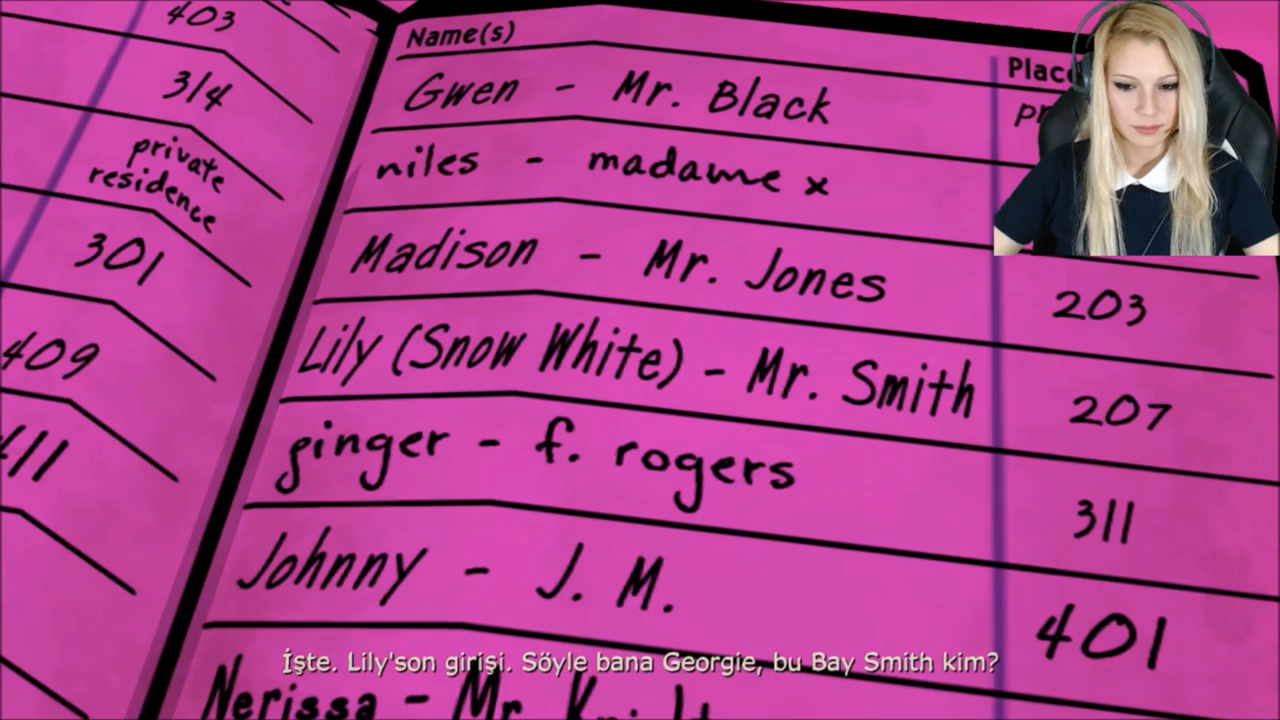 403
314
private
residence
301
409
Name(s)
Gwen - Mr. Black
niles - madame x
Madison - Mr. Jones 203
Lily (Snow White) - Mr. Smith 207
ginger - f. rogers 311
Johnny - J. M. 401
Nerissa - Mr.
İşte. Lily'son girişi. Söyle bana Georgie, bu Bay Smith kim?